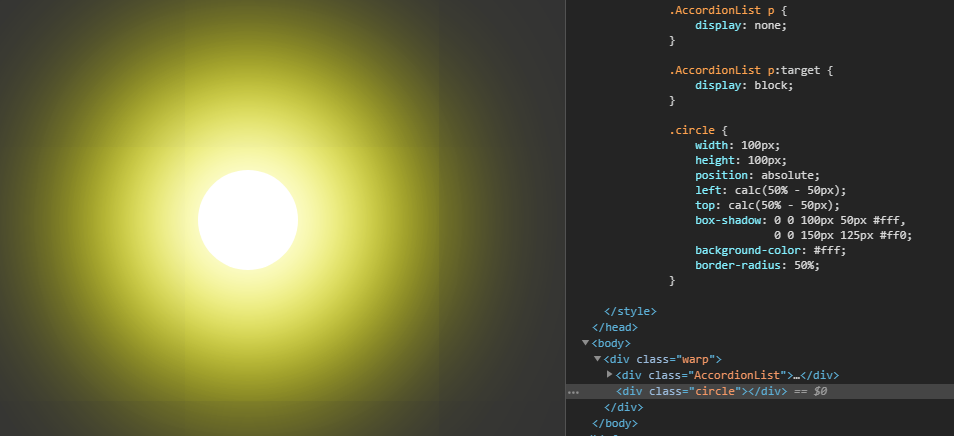 .AccordionList p {
display: none;
}
.AccordionList p:target {
display: block;
}
.circle {
width: 100px;
height: 100px;
position: absolute;
left: calc(50% - 50px);
top: calc(50% - 50px);
box-shadow: 0 0 100px 50px #fff,
0 0 150px 125px #ff0;
background-color: #fff;
border-radius: 50%;
}
</style>
</head>
<body>
<div class="warp">
<div class="AccordionList">…</div>
<div class="circle"></div> == $0
</div>
</body>